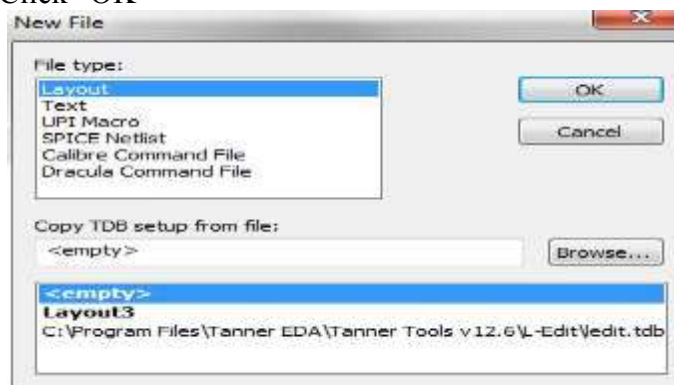 Click "OK"
New File
File type:
Layout
Text
UPI Macro
SPICE Netlist
Calibre Command File
Dracula Command File
OK
Cancel
Copy TDB setup from file:
<empty>
Browse...
<empty>
Layout3
C:\Program Files\Tanner EDA\Tanner Tools v12.6\L-Edit\ledit.tdb